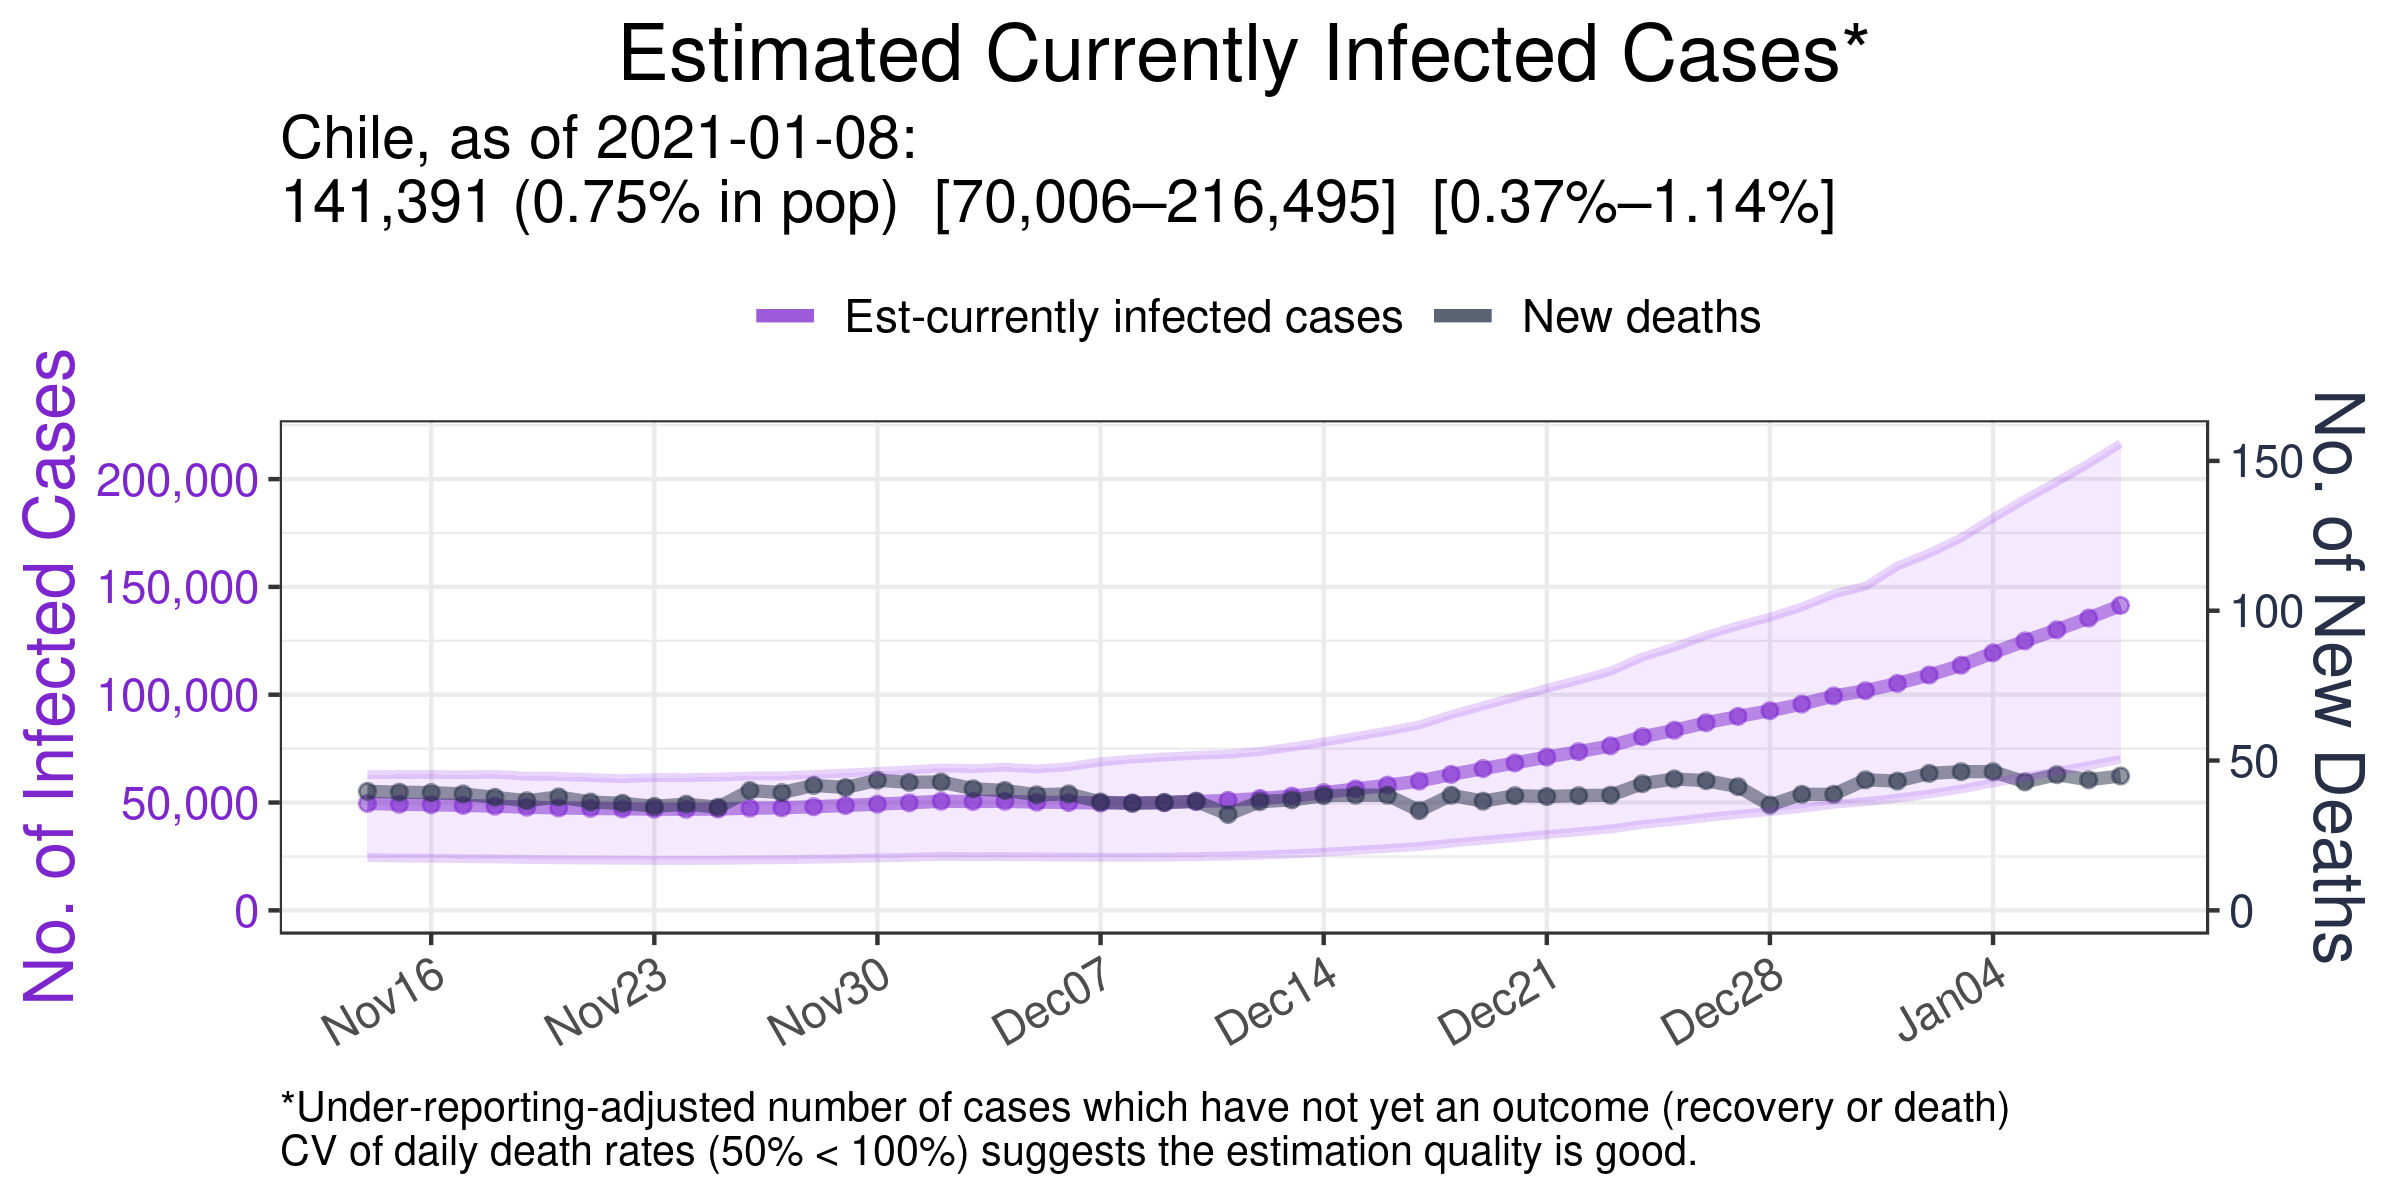 Estimated Currently Infected Cases*
Chile, as of 2021-01-08:
141,391 (0.75% in pop)  [70,006–216,495]  [0.37%–1.14%]
Est-currently infected cases
New deaths
No. of Infected Cases
200,000
150,000
100,000
50,000
0
No. of New Deaths
150
100
50
0
Nov16
Nov23
Nov30
Dec07
Dec14
Dec21
Dec28
Jan04
*Under-reporting-adjusted number of cases which have not yet an outcome (recovery or death)
CV of daily death rates (50% < 100%) suggests the estimation quality is good.